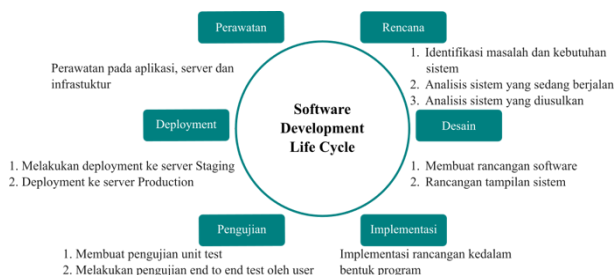 Perawatan
Perawatan pada aplikasi, server dan
infrastuktur
Rencana
1. Identifikasi masalah dan kebutuhan
sistem
2. Analisis sistem yang sedang berjalan
3. Analisis sistem yang diusulkan
Software
Development
Life Cycle
Deployment
1. Melakukan deployment ke server Staging
2. Deployment ke server Production
Desain
1. Membuat rancangan software
2. Rancangan tampilan sistem
Pengujian
1. Membuat pengujian unit test
2. Melakukan pengujian end to end test oleh user
Implementasi
Implementasi rancangan kedalam
bentuk program